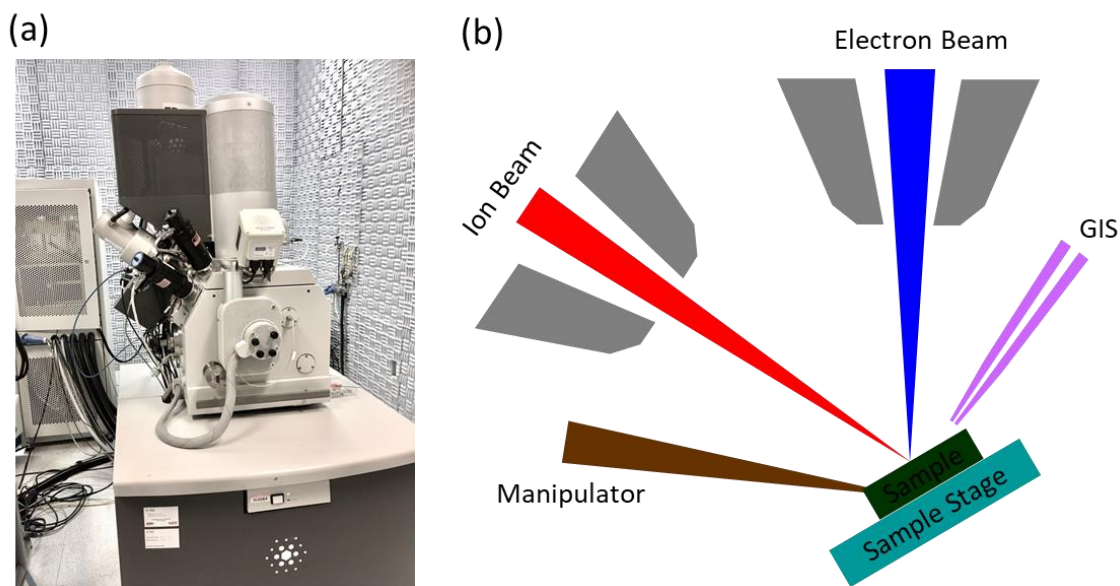 (a)
(b)
Electron Beam
Ion Beam
GIS
Manipulator
Sample
Sample Stage